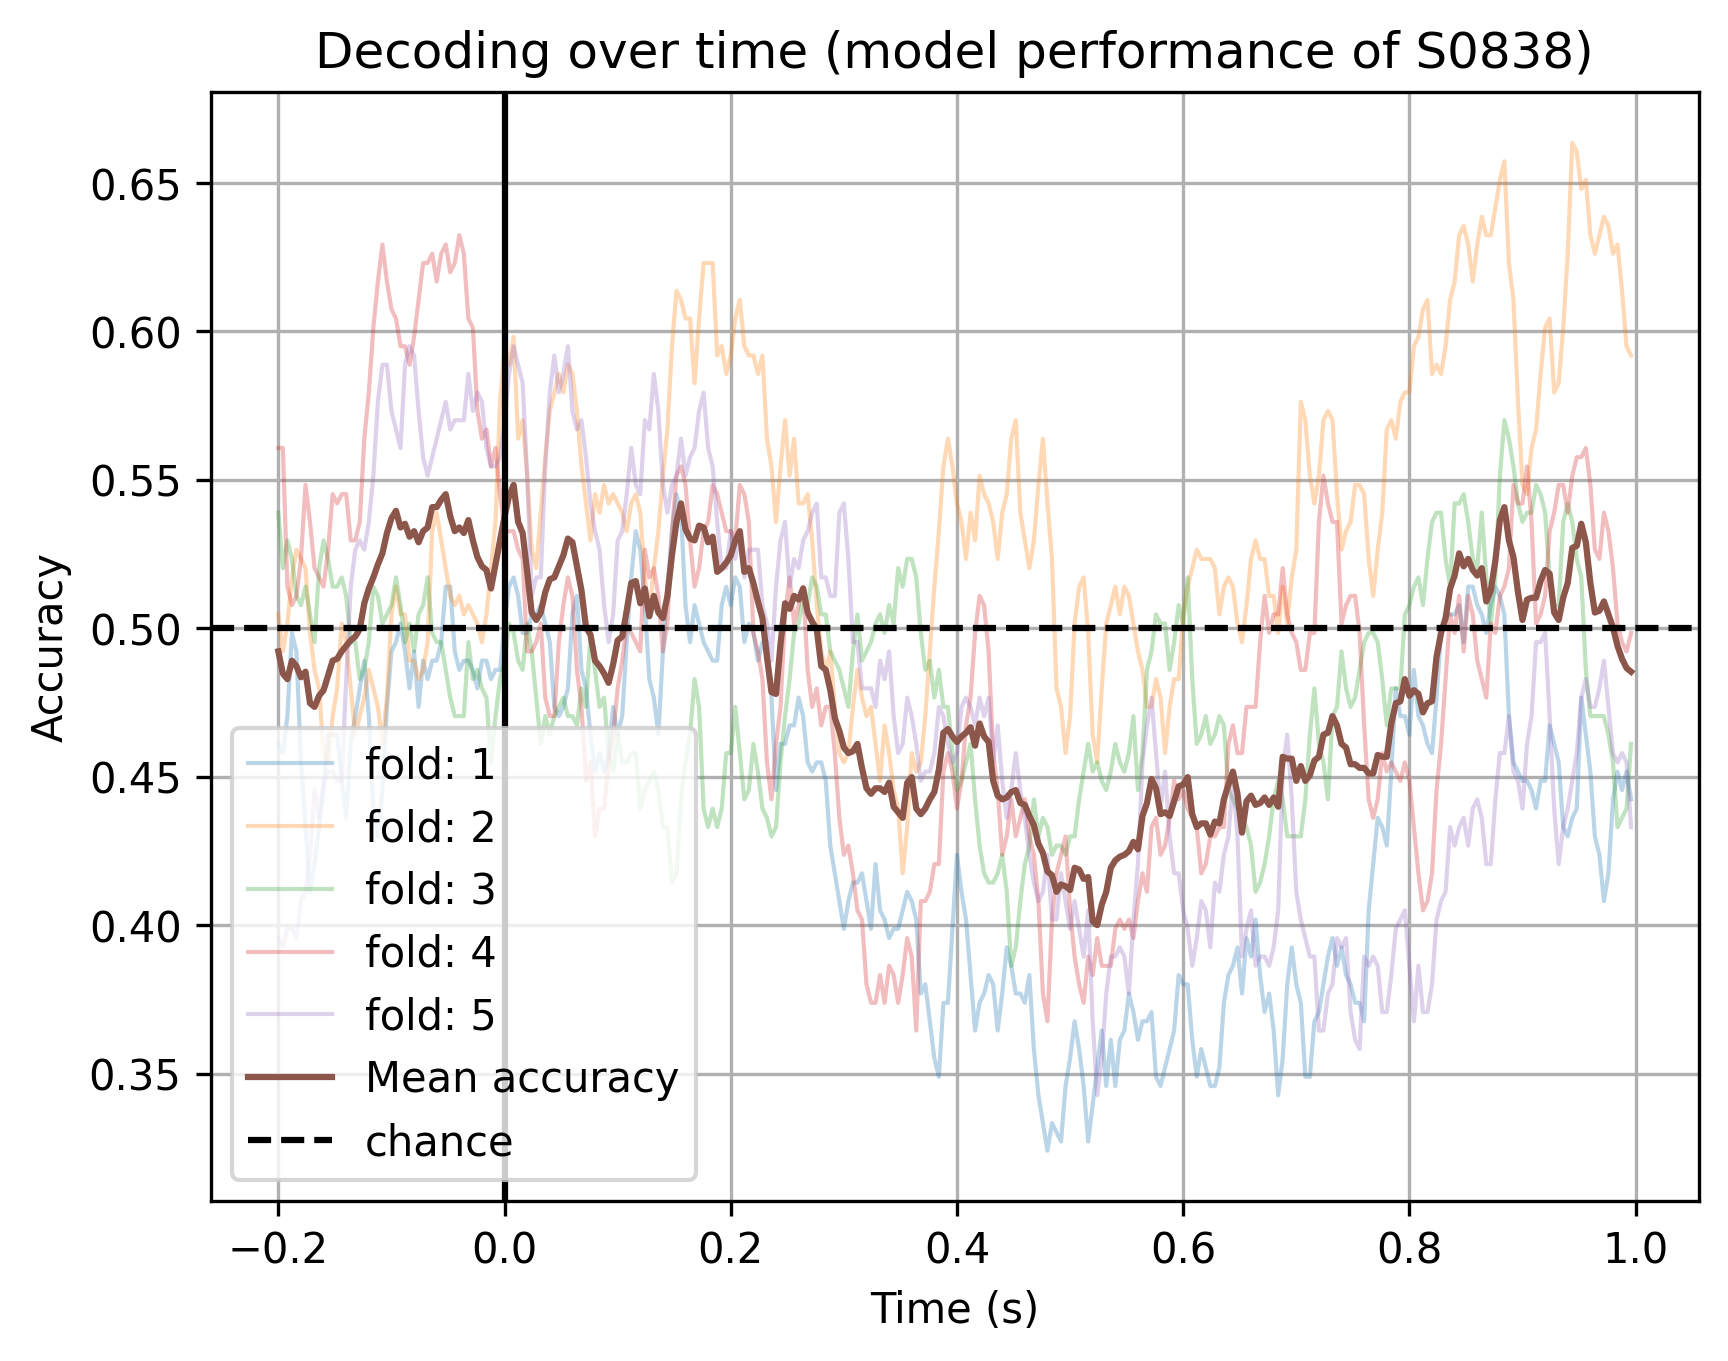 Decoding over time (model performance of S0838)
Accuracy
0.65
0.60
0.55
0.50
0.45
0.40
0.35
fold: 1
fold: 2
fold: 3
fold: 4
fold: 5
Mean accuracy
chance
−0.2 0.0 0.2 0.4 0.6 0.8 1.0
Time (s)